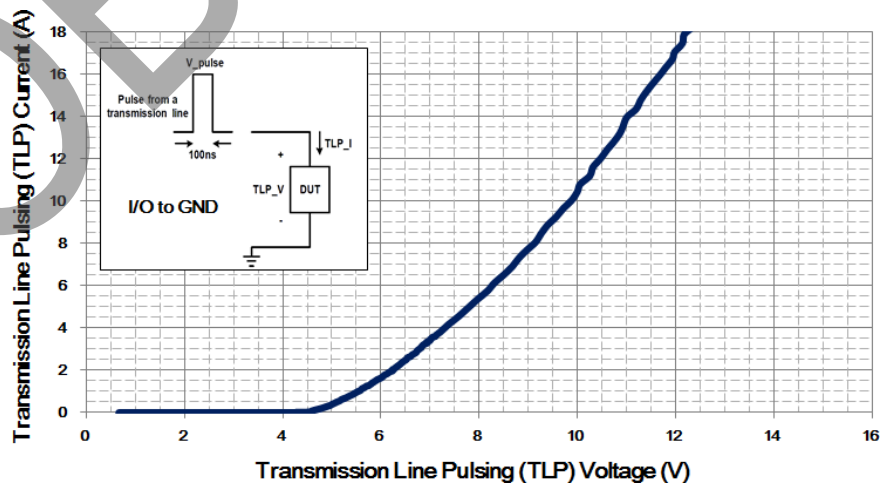 Transmission Line Pulsing (TLP) Current (A)
18
16
14
12
10
8
6
4
2
0
V_pulse
Pulse from a
transmission line
100ns
TLP_I
+
TLP_V
DUT
-
I/O to GND
0 2 4 6 8 10 12 14 16
Transmission Line Pulsing (TLP) Voltage (V)